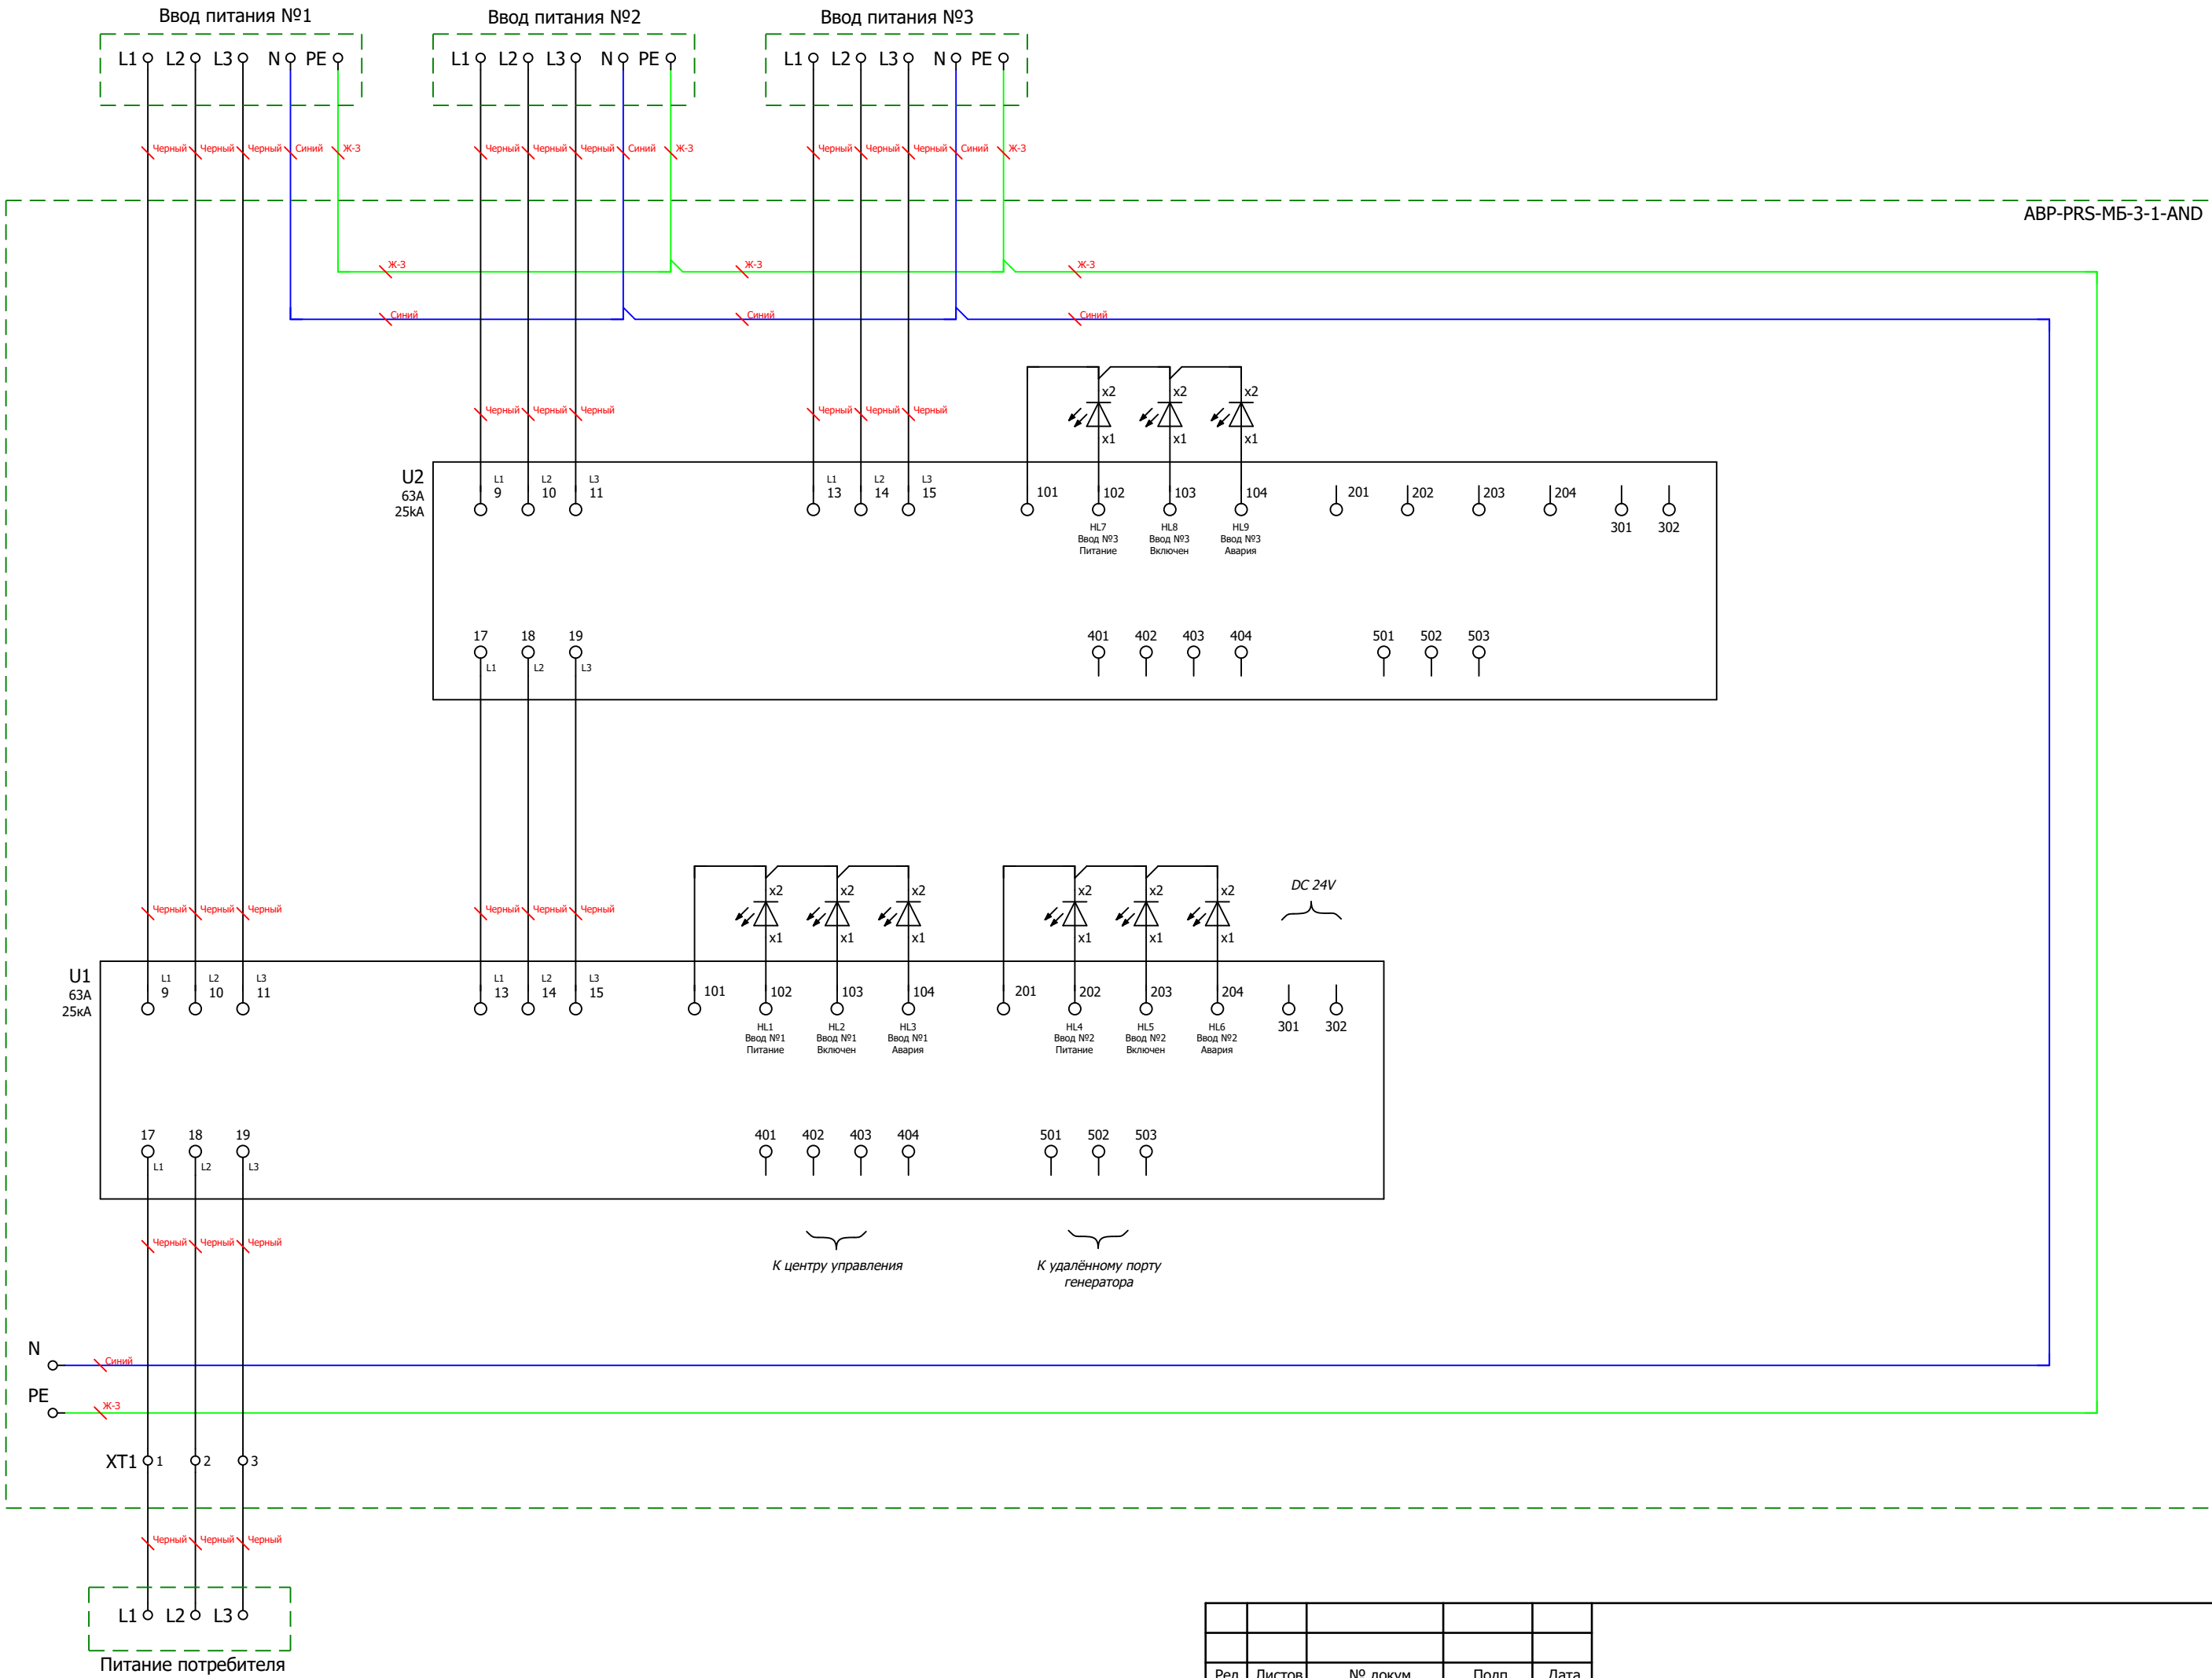 Ввод питания №1 Ввод питания №2 Ввод питания №3
L1 L2 L3 N PE L1 L2 L3 N PE L1 L2 L3 N PE
Черный Черный Черный Синий Ж-З Черный Черный Черный Синий Ж-З Черный Черный Черный Синий Ж-З
АВР-PRS-МБ-3-1-AND
Ж-З Ж-З Ж-З
Синий Синий Синий
x2 x2 x2
Черный Черный Черный Черный Черный Черный
x1 x1 x1
U2
63A
25kA
L1 L2 L3 L1 L2 L3
9 10 11 13 14 15 101 102 103 104 201 202 203 204
301 302
HL7 HL8 HL9
Ввод №3 Ввод №3 Ввод №3
Питание Включен Авария
17 18 19 401 402 403 404 501 502 503
L1 L2 L3
DC 24V
x2 x2 x2 x2 x2 x2
Черный Черный Черный Черный Черный Черный
x1 x1 x1 x1 x1 x1
U1
63А
25кА
L1 L2 L3 L1 L2 L3
9 10 11 13 14 15 101 102 103 104 201 202 203 204
301 302
HL1 HL2 HL3 HL4 HL5 HL6
Ввод №1 Ввод №1 Ввод №1 Ввод №2 Ввод №2 Ввод №2
Питание Включен Авария Питание Включен Авария
17 18 19 401 402 403 404 501 502 503
L1 L2 L3
Черный Черный Черный
К центру управления К удалённому порту
генератора
N
Синий
PE
Ж-З
XT1 1 2 3
Черный Черный Черный
L1 L2 L3
Питание потребителя
Ред Листов № докум Подп Дата